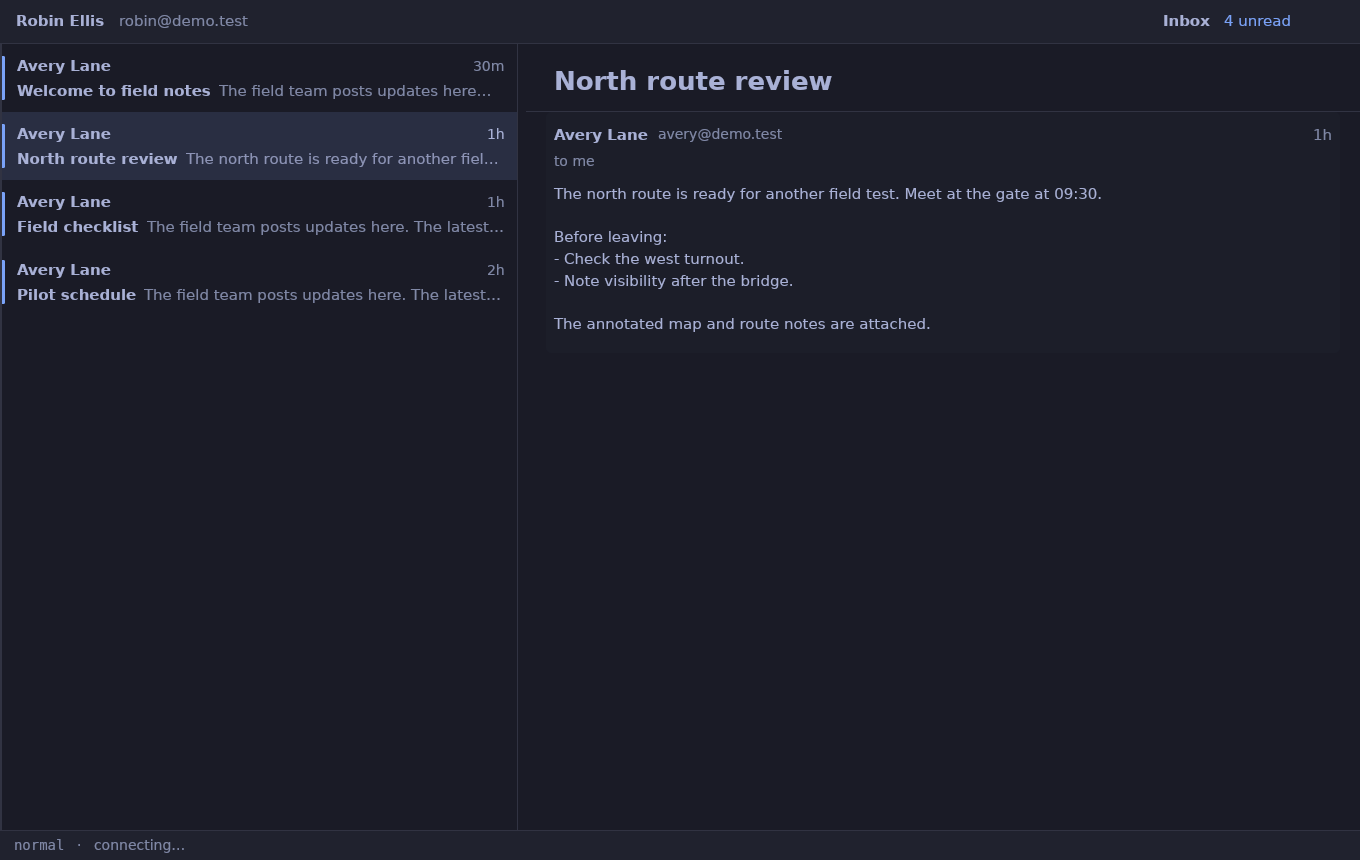 Robin Ellis robin@demo.test Inbox 4 unread
Avery Lane 30m
Welcome to field notes The field team posts updates here…
Avery Lane 1h
North route review The north route is ready for another fiel…
Avery Lane 1h
Field checklist The field team posts updates here. The latest…
Avery Lane 2h
Pilot schedule The field team posts updates here. The latest…
North route review
Avery Lane avery@demo.test 1h
to me
The north route is ready for another field test. Meet at the gate at 09:30.
Before leaving:
- Check the west turnout.
- Note visibility after the bridge.
The annotated map and route notes are attached.
normal · connecting…